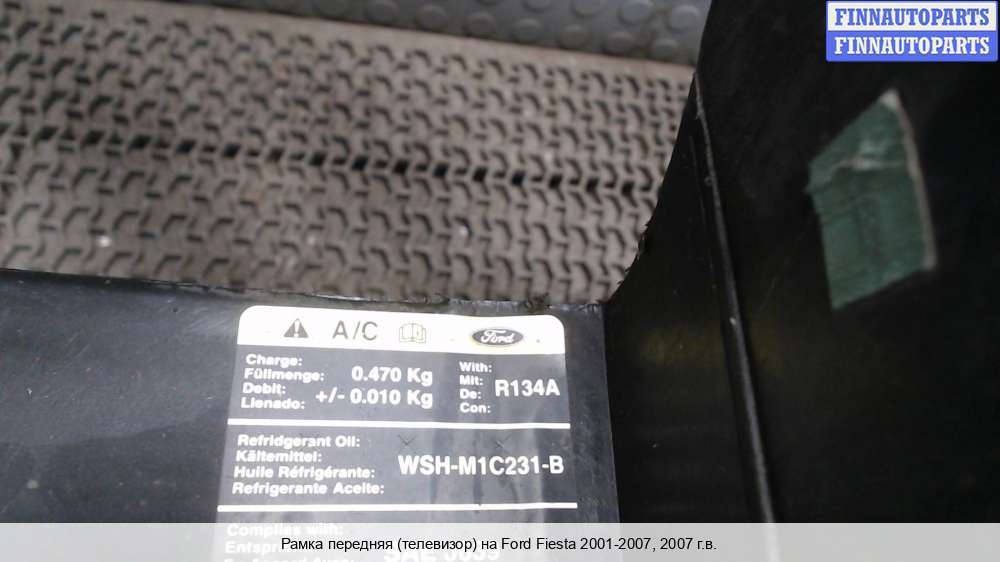 FINNAUTOPARTS
FINNAUTOPARTS
A/C
Ford
Charge:
Füllmenge:
Debit:
Llenado:
0.470 Kg
+/- 0.010 Kg
With:
Mit:
De:
Con:
R134A
Refridgerant Oil:
Kältemittel:
Huile Réfrigérante:
Refrigerante Aceite:
WSH-M1C231-B
Complies with:
Рамка передняя (телевизор) на Ford Fiesta 2001-2007, 2007 г.в.